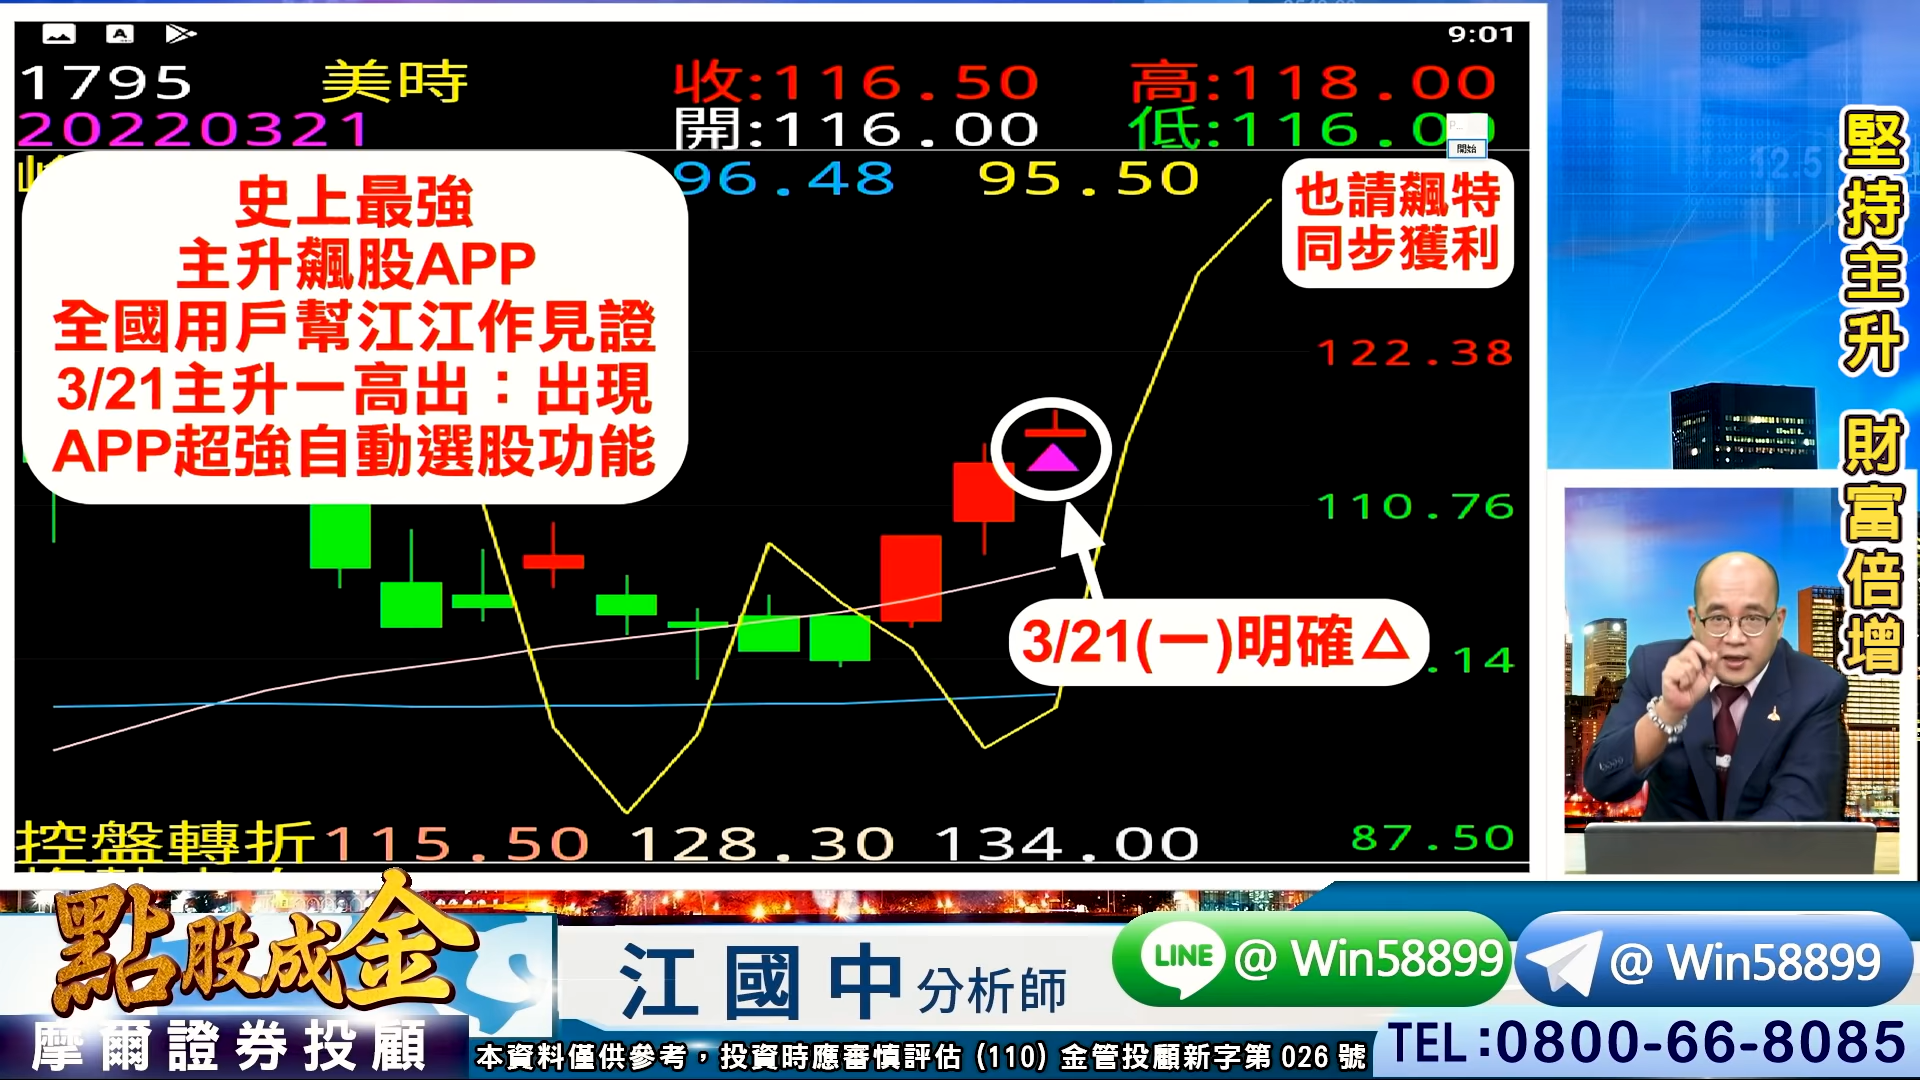 9:01
1795 美時 收:116.50 高:118.00
20220321 開:116.00 低:116.00
開始
96.48 95.50
史上最強
主升飆股APP
全國用戶幫江江作見證
3/21主升一高出：出現
APP超強自動選股功能
也請飆特
同步獲利
122.38
110.76
3/21(一)明確△
.14
87.50
控盤轉折 115.50 128.30 134.00
堅持主升 財富倍增
點股成金
摩爾證券投顧
江國中 分析師
LINE @ Win58899
@ Win58899
TEL:0800-66-8085
本資料僅供參考，投資時應審慎評估 (110) 金管投顧新字第 026 號